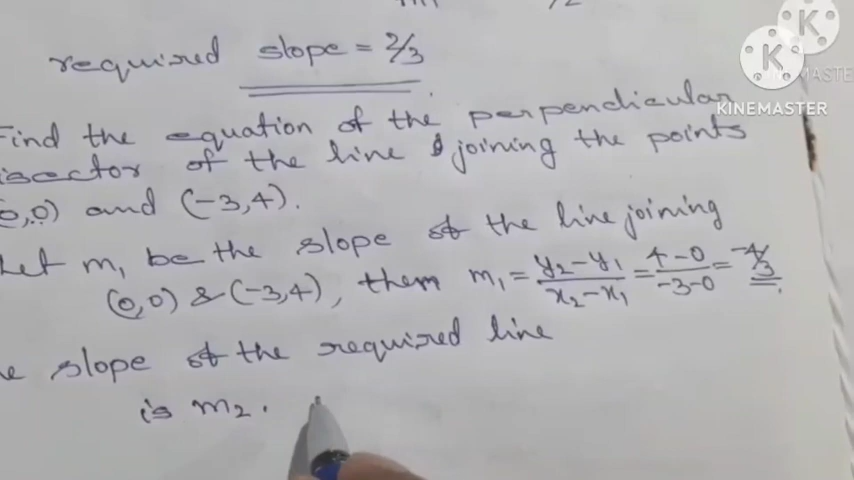 required slope = 2/3
Find the equation of the perpendicular
isector of the line joining the points
(0,0) and (-3,4).
Let m₁ be the slope of the line joining
(0,0) & (-3,4), then m₁ = (y₂-y₁)/(x₂-x₁) = (4-0)/(-3-0) = -4/3
slope of the required line
is m₂.
KINEMASTER
KINEMASTER